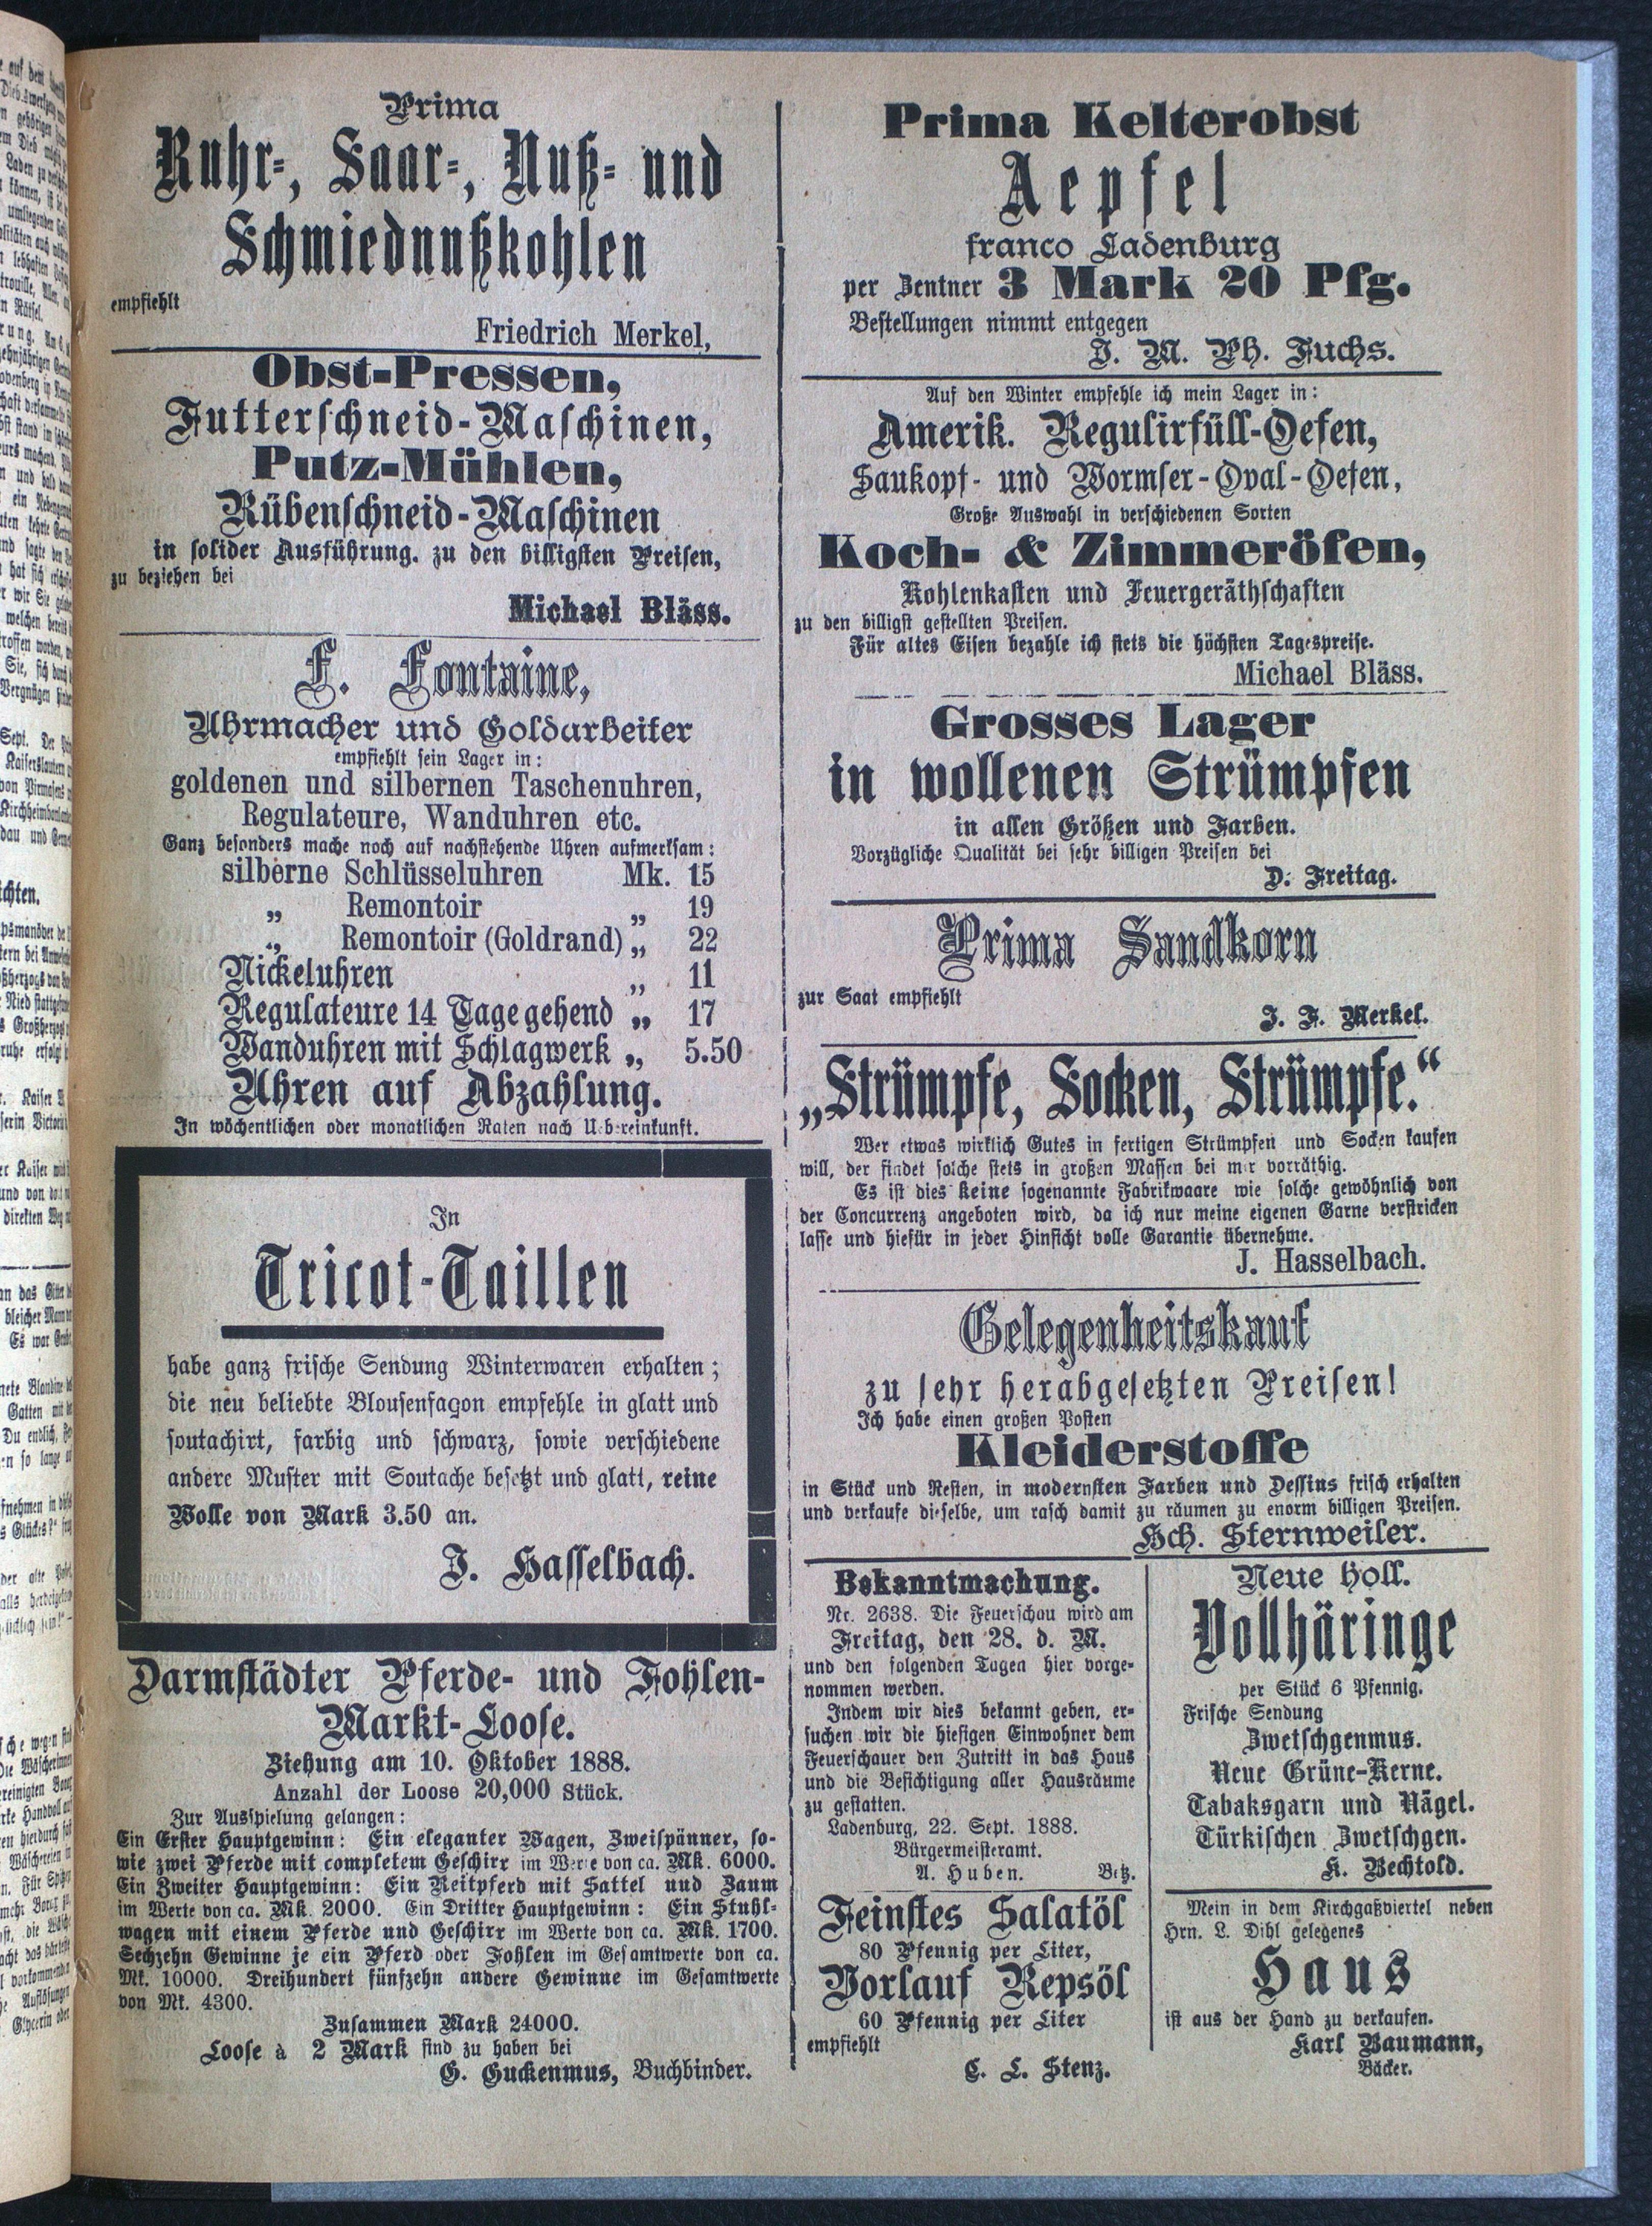 Prima
Ruhr-, Saar-, Nuß- und
Schmiednußkohlen
empfiehlt
Friedrich Merkel,
Obst-Pressen,
Futterschneid-Maschinen,
Putz-Mühlen,
Rübenschneid-Maschinen
in solider Ausführung. zu den billigsten Preisen,
zu beziehen bei
Michael Bläss.
F. Fontaine,
Uhrmacher und Goldarbeiter
empfiehlt sein Lager in:
goldenen und silbernen Taschenuhren,
Regulateure, Wanduhren etc.
Ganz besonders mache noch auf nachstehende Uhren aufmerksam:
silberne Schlüsseluhren Mk. 15
„ Remontoir „ 19
„ Remontoir (Goldrand) „ 22
Nickeluhren „ 11
Regulateure 14 Tage gehend „ 17
Wanduhren mit Schlagwerk „ 5.50
Uhren auf Abzahlung.
In wöchentlichen oder monatlichen Raten nach Uebereinkunft.
In
Tricot-Taillen
habe ganz frische Sendung Winterwaren erhalten;
die neu beliebte Blousenfaçon empfehle in glatt und
soutachirt, farbig und schwarz, sowie verschiedene
andere Muster mit Soutache besetzt und glatt, reine
Wolle von Mark 3.50 an.
J. Hasselbach.
Darmstädter Pferde- und Fohlen-
Markt-Loose.
Ziehung am 10. Oktober 1888.
Anzahl der Loose 20,000 Stück.
Zur Ausspielung gelangen:
Ein Erster Hauptgewinn: Ein eleganter Wagen, Zweispänner, so-
wie zwei Pferde mit completem Geschirr im Werte von ca. Mk. 6000.
Ein Zweiter Hauptgewinn: Ein Reitpferd mit Sattel und Zaum
im Werte von ca. Mk. 2000. Ein Dritter Hauptgewinn: Ein Stuhl-
wagen mit einem Pferde und Geschirr im Werte von ca. Mk. 1700.
Sechzehn Gewinne je ein Pferd oder Fohlen im Gesamtwerte von ca.
Mk. 10000. Dreihundert fünfzehn andere Gewinne im Gesamtwerte
von Mk. 4300.
Zusammen Mark 24000.
Loose à 2 Mark sind zu haben bei
G. Guckenmus, Buchbinder.
Prima Kelterobst
Aepfel
franco Ladenburg
per Zentner 3 Mark 20 Pfg.
Bestellungen nimmt entgegen
J. M. Ph. Fuchs.
Auf den Winter empfehle ich mein Lager in:
Amerik. Regulirfüll-Oefen,
Saukopf- und Wormser-Oval-Oefen,
Große Auswahl in verschiedenen Sorten
Koch- & Zimmeröfen,
Kohlenkasten und Feuergeräthschaften
zu den billigst gestellten Preisen.
Für altes Eisen bezahle ich stets die höchsten Tagespreise.
Michael Bläss.
Grosses Lager
in wollenen Strümpfen
in allen Größen und Farben.
Vorzügliche Qualität bei sehr billigen Preisen bei
D. Freitag.
Prima Sandkorn
zur Saat empfiehlt
J. F. Merkel.
„Strümpfe, Socken, Strümpfe.“
Wer etwas wirklich Gutes in fertigen Strümpfen und Socken kaufen
will, der findet solche stets in großen Massen bei mir vorräthig.
Es ist dies keine sogenannte Fabrikwaare wie solche gewöhnlich von
der Concurrenz angeboten wird, da ich nur meine eigenen Garne verstricken
lasse und hiefür in jeder Hinsicht volle Garantie übernehme.
J. Hasselbach.
Gelegenheitskauf
zu sehr herabgesetzten Preisen!
Ich habe einen großen Posten
Kleiderstoffe
in Stück und Resten, in modernsten Farben und Dessins frisch erhalten
und verkaufe dieselbe, um rasch damit zu räumen zu enorm billigen Preisen.
Hch. Sternweiler.
Bekanntmachung.
Nr. 2638. Die Feuerschau wird am
Freitag, den 28. d. M.
und den folgenden Tagen hier vorge-
nommen werden.
Indem wir dies bekannt geben, er-
suchen wir die hiesigen Einwohner dem
Feuerschauer den Zutritt in das Haus
und die Besichtigung aller Hausräume
zu gestatten.
Ladenburg, 22. Sept. 1888.
Bürgermeisteramt.
A. Huben. Betz.
Feinstes Salatöl
80 Pfennig per Liter,
Vorlauf Repsöl
60 Pfennig per Liter
empfiehlt
C. L. Stenz.
Neue holl.
Vollhäringe
per Stück 6 Pfennig.
Frische Sendung
Zwetschgenmus.
Neue Grüne-Kerne.
Tabaksgarn und Nägel.
Türkischen Zwetschgen.
K. Bechtold.
Mein in dem Kirchgaßviertel neben
Hrn. L. Dihl gelegenes
Haus
ist aus der Hand zu verkaufen.
Karl Baumann,
Bäcker.